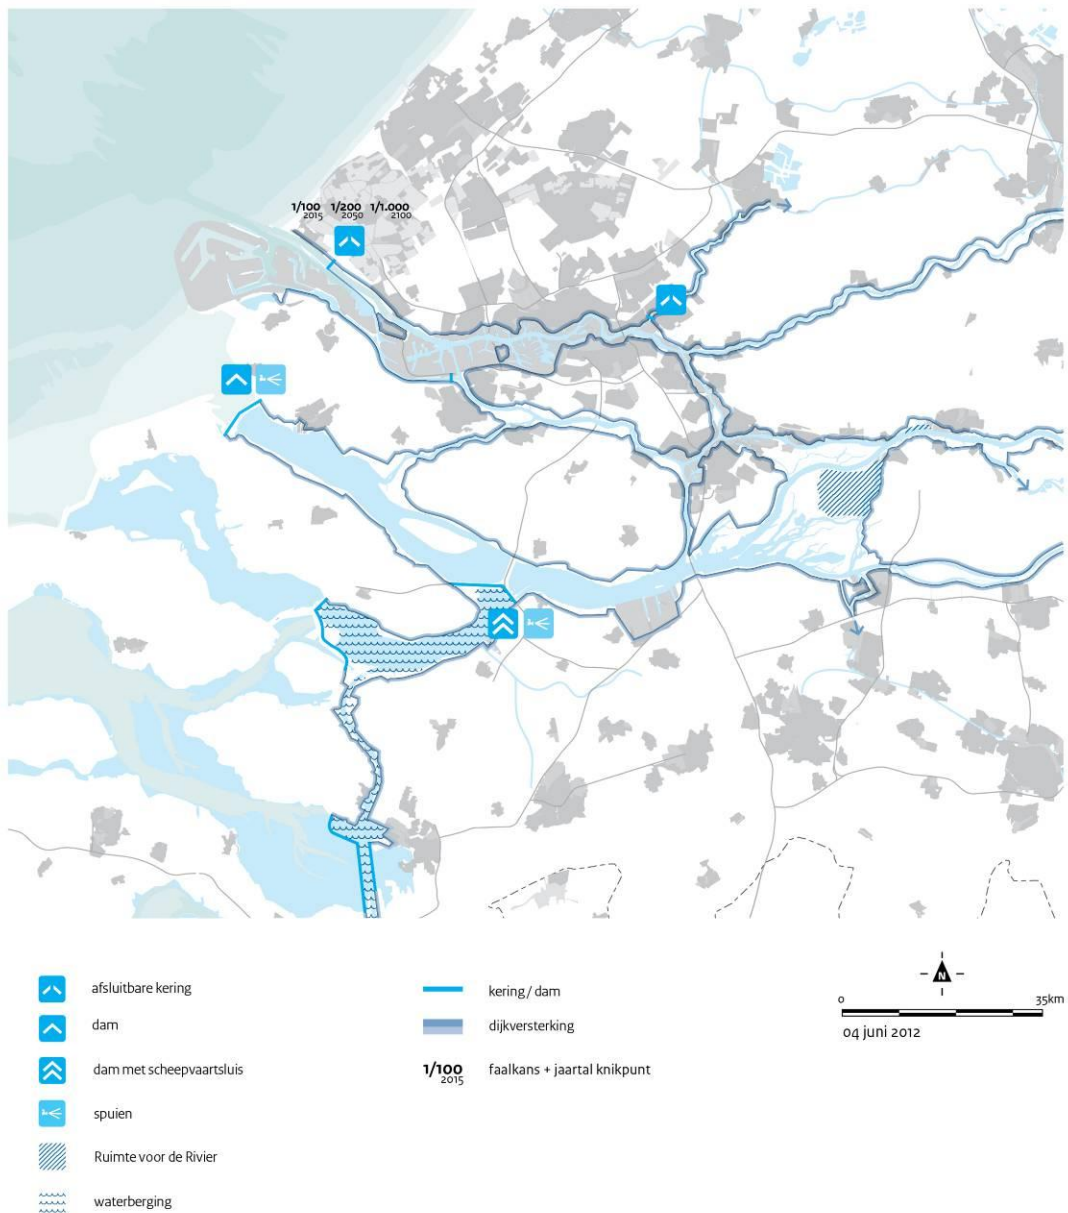 1/100 1/200 1/1.000
2015 2050 2100
afsluitbare kering
dam
dam met scheepvaartsluis
spuien
Ruimte voor de Rivier
waterberging
kering/dam
dijkversterking
1/100 faalkans + jaartal knikpunt
2015
N
0 35km
04 juni 2012